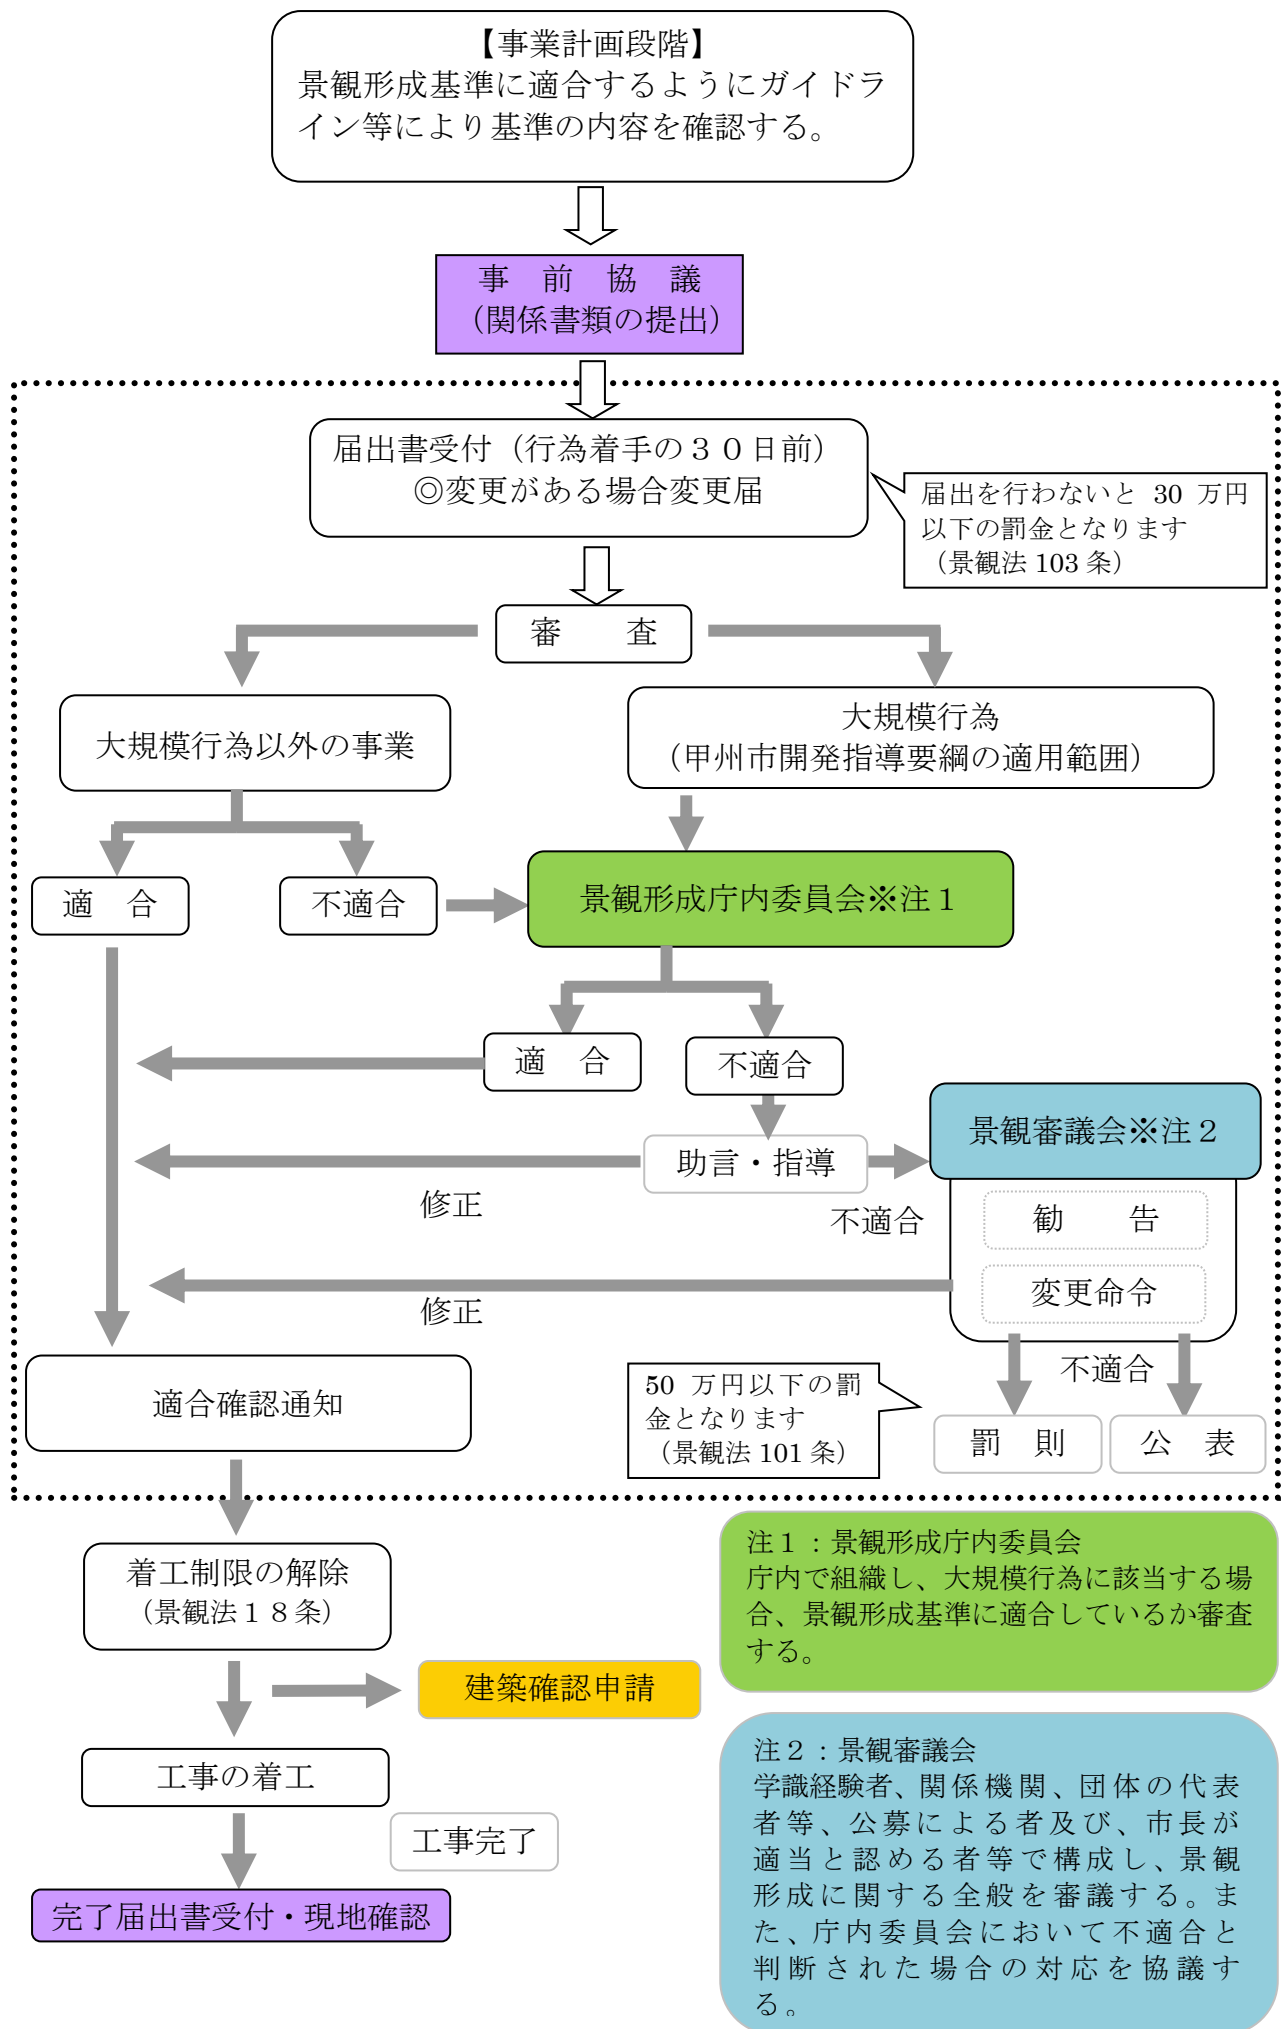 【事業計画段階】
景観形成基準に適合するようにガイドラ
イン等により基準の内容を確認する。
事　前　協　議
（関係書類の提出）
届出書受付（行為着手の３０日前）
◎変更がある場合変更届
届出を行わないと 30 万円
以下の罰金となります
（景観法 103 条）
審　　査
大規模行為以外の事業
大規模行為
（甲州市開発指導要綱の適用範囲）
適　合
不適合
景観形成庁内委員会※注１
適　合
不適合
助言・指導
景観審議会※注２
修正
不適合
勧　　告
変更命令
修正
不適合
50 万円以下の罰
金となります
（景観法 101 条）
罰　則
公　表
適合確認通知
着工制限の解除
（景観法１８条）
建築確認申請
工事の着工
工事完了
完了届出書受付・現地確認
注１：景観形成庁内委員会
庁内で組織し、大規模行為に該当する場
合、景観形成基準に適合しているか審査
する。
注２：景観審議会
学識経験者、関係機関、団体の代表
者等、公募による者及び、市長が
適当と認める者等で構成し、景観
形成に関する全般を審議する。ま
た、庁内委員会において不適合と
判断された場合の対応を協議す
る。